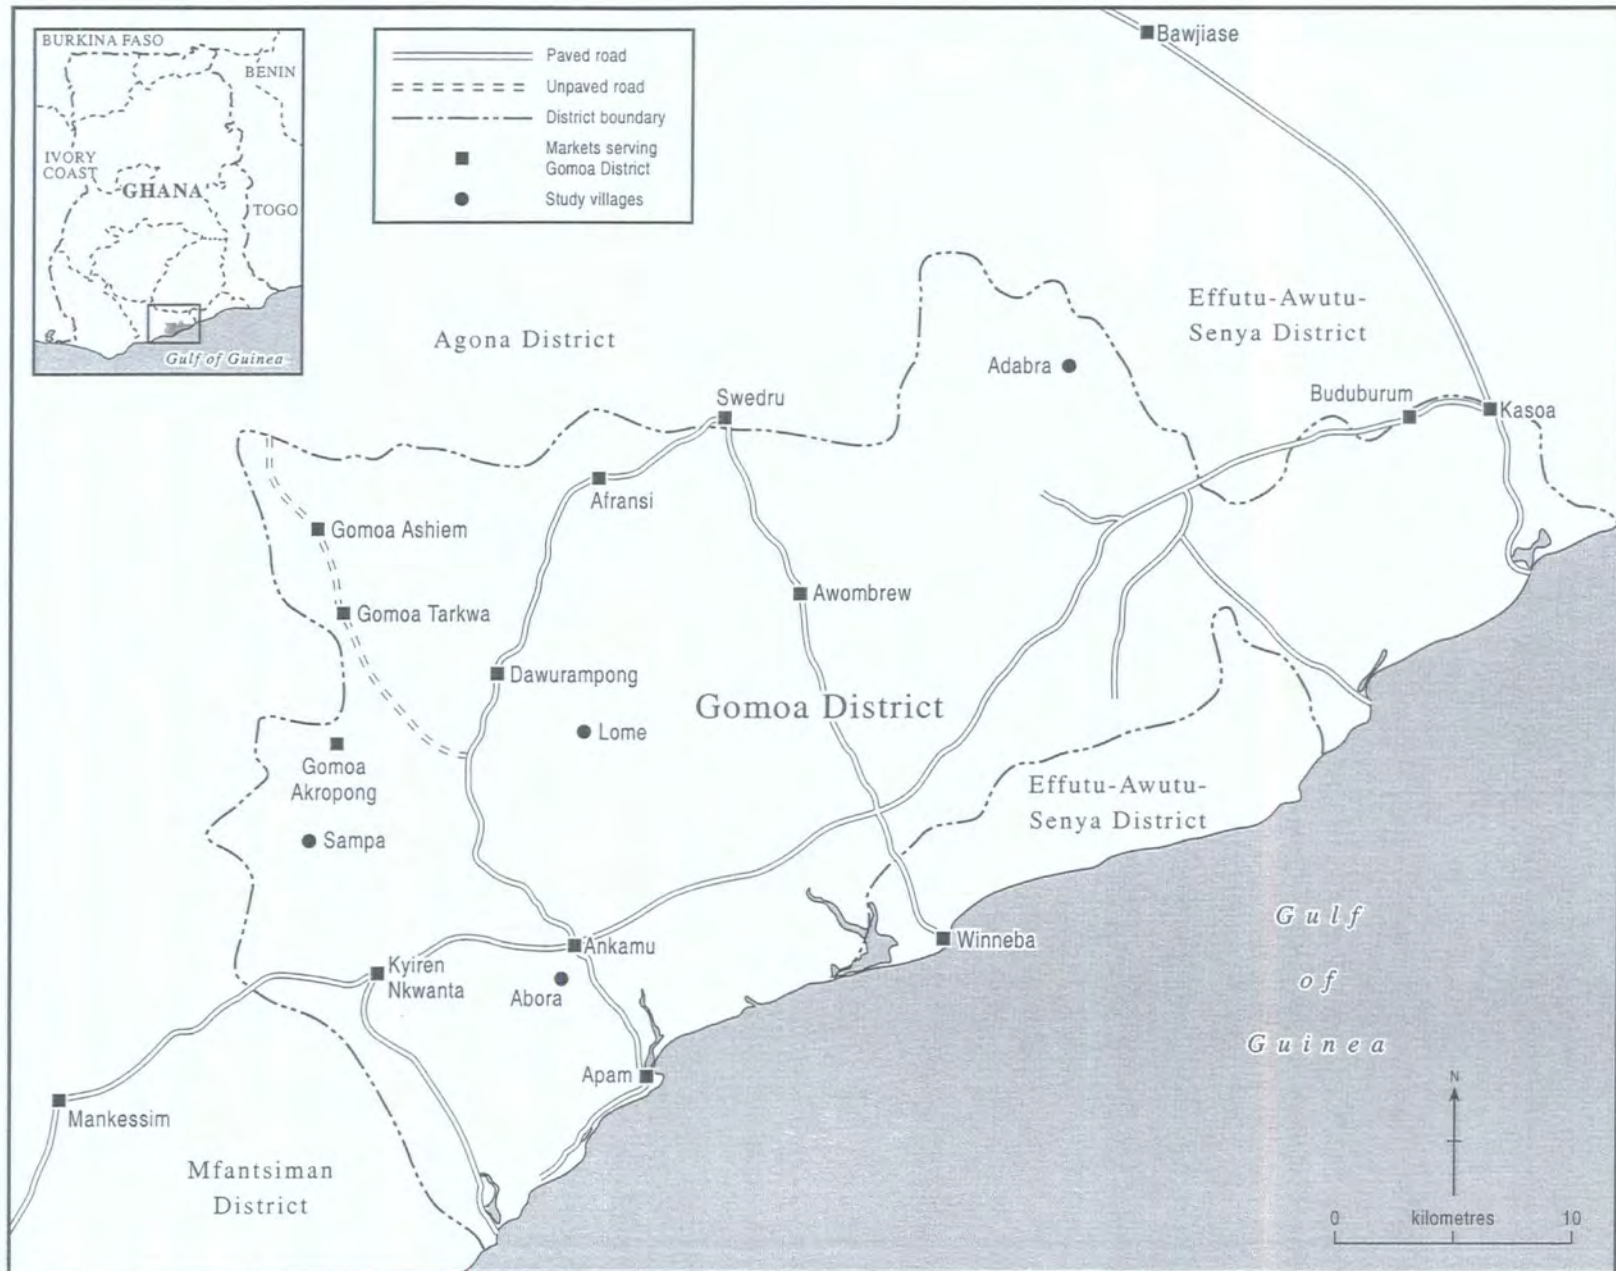 BURKINA FASO
BENIN
IVORY
COAST
GHANA
TOGO
Gulf of Guinea
Paved road
Unpaved road
District boundary
Markets serving
Gomoa District
Study villages
Bawjiase
Effutu-Awutu-
Senya District
Agona District
Adabra
Swedru
Buduburum
Kasoa
Afransi
Gomoa Ashiem
Awombrew
Gomoa Tarkwa
Dawurampong
Gomoa District
Lome
Gomoa
Akropong
Effutu-Awutu-
Senya District
Sampa
Gulf
of
Guinea
Ankamu
Winneba
Kyiren
Nkwanta
Abora
Apam
Mankessim
Mfantsiman
District
N
0 kilometres 10